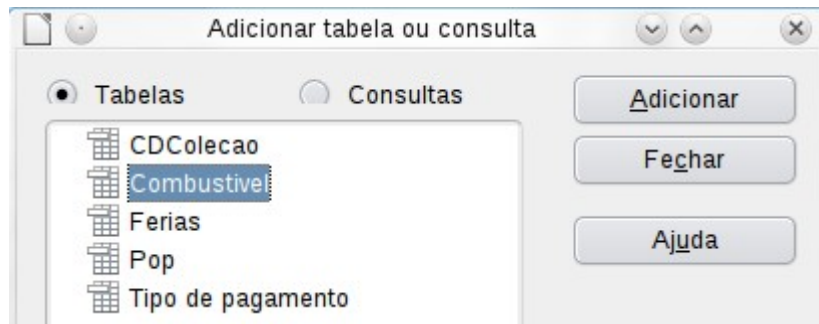 Adicionar tabela ou consulta
Tabelas
Consultas
Adicionar
CDColecao
Fechar
Combustivel
Ferias
Ajuda
Pop
Tipo de pagamento